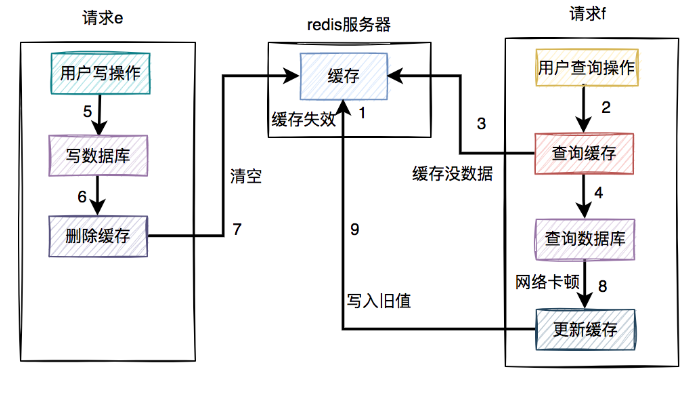 请求e
redis服务器
请求f
用户写操作
5
写数据库
6
删除缓存
清空
7
缓存
缓存失效
1
3
缓存没数据
9
写入旧值
用户查询操作
2
查询缓存
4
查询数据库
网络卡顿
8
更新缓存